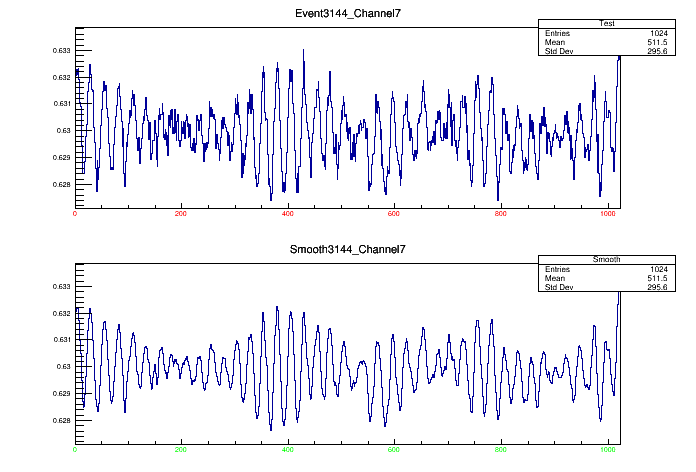 Event3144_Channel7
Test
Entries 1024
Mean 511.5
Std Dev 295.6
0.633
0.632
0.631
0.63
0.629
0.628
0 200 400 600 800 1000
Smooth3144_Channel7
Smooth
Entries 1024
Mean 511.5
Std Dev 295.6
0.633
0.632
0.631
0.63
0.629
0.628
0 200 400 600 800 1000